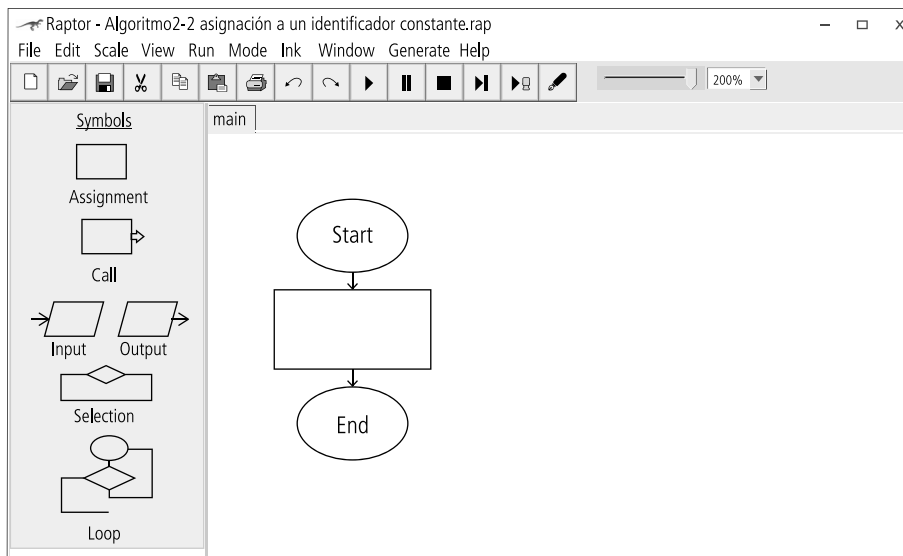 Raptor - Algoritmo2-2 asignación a un identificador constante.rap
File Edit Scale View Run Mode Ink Window Generate Help
200%
Symbols
main
Assignment
Call
Input Output
Selection
Loop
Start
End